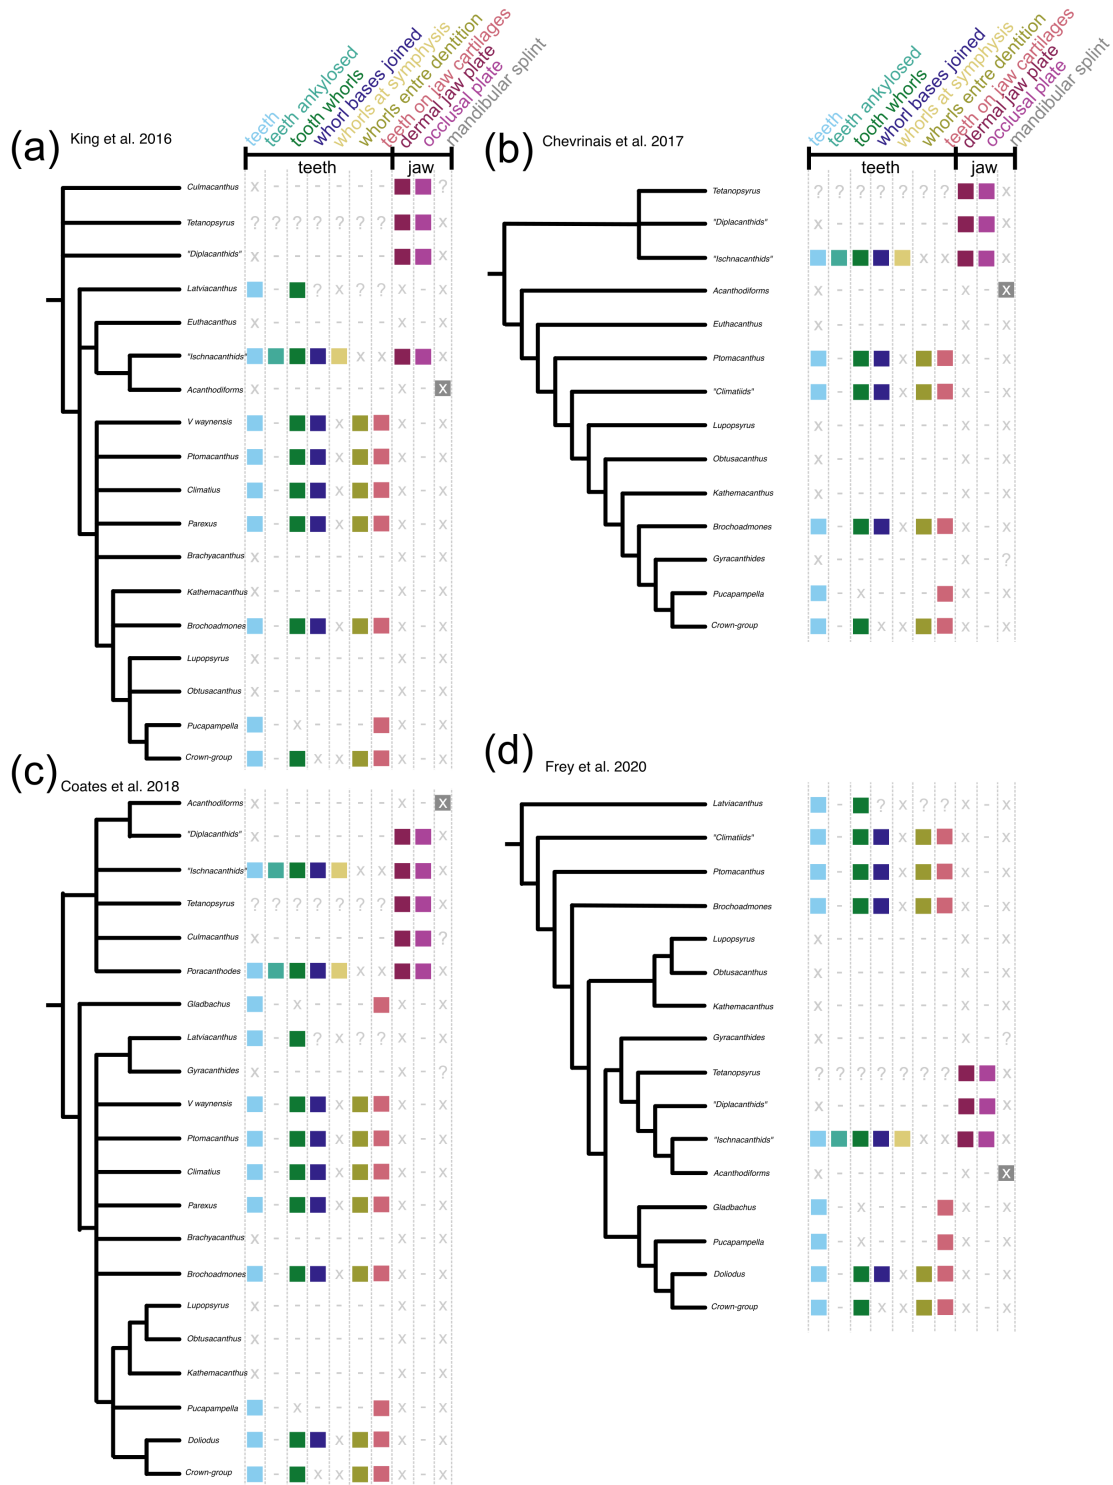 (a) King et al. 2016
teeth
teeth ankylosed
tooth whorls
whorl bases joined
whorls at symphysis
whorls entre dentition
teeth on jaw cartilages
dermal jaw plate
occlusal plate
mandibular splint
teeth jaw
Culmacanthus x - - - - - - ?
Tetanopsyrus ? ? ? ? ? ? ? x
"Diplacanthids" x - - - - - - x
Latviacanthus - ? x ? ? x - x
Euthacanthus x - - - - - - x - x
"Ischnacanthids" x x x
Acanthodiforms x - - - - - - x - x
V waynensis - x x - x
Ptomacanthus - x x - x
Climatius - x x - x
Parexus - x x - x
Brachyacanthus x - - - - - - x - x
Kathemacanthus x - - - - - - x - x
Brochoadmones - x x - x
Lupopsyrus x - - - - - - x - x
Obtusacanthus x - - - - - - x - x
Pucapampella - x - - - x - x
Crown-group - x x x - x
(b) Chevrinais et al. 2017
teeth
teeth ankylosed
tooth whorls
whorl bases joined
whorls at symphysis
whorls entre dentition
teeth on jaw cartilages
dermal jaw plate
occlusal plate
mandibular splint
teeth jaw
Tetanopsyrus ? ? ? ? ? ? ? x
"Diplacanthids" x - - - - - - x
"Ischnacanthids" x x x
Acanthodiforms x - - - - - - x - x
Euthacanthus x - - - - - - x - x
Ptomacanthus - x x - x
"Climatiids" - x x - x
Lupopsyrus x - - - - - - x - x
Obtusacanthus x - - - - - - x - x
Kathemacanthus x - - - - - - x - x
Brochoadmones - x x - x
Gyracanthides x - - - - - - x - ?
Pucapampella - x - - - x - x
Crown-group - x x x - x
(c) Coates et al. 2018
Acanthodiforms x - - - - - - x - x
"Diplacanthids" x - - - - - - x
"Ischnacanthids" x x x
Tetanopsyrus ? ? ? ? ? ? ? x
Culmacanthus x - - - - - - ?
Poracanthodes x x x
Gladbachus - x - - - x - x
Latviacanthus - ? x ? ? x - x
Gyracanthides x - - - - - - x - ?
V waynensis - x x - x
Ptomacanthus - x x - x
Climatius - x x - x
Parexus - x x - x
Brachyacanthus x - - - - - - x - x
Brochoadmones - x x - x
Lupopsyrus x - - - - - - x - x
Obtusacanthus x - - - - - - x - x
Kathemacanthus x - - - - - - x - x
Pucapampella - x - - - x - x
Doliodus - x x - x
Crown-group - x x x - x
(d) Frey et al. 2020
Latviacanthus - ? x ? ? x - x
"Climatiids" - x x - x
Ptomacanthus - x x - x
Brochoadmones - x x - x
Lupopsyrus x - - - - - - x - x
Obtusacanthus x - - - - - - x - x
Kathemacanthus x - - - - - - x - x
Gyracanthides x - - - - - - x - ?
Tetanopsyrus ? ? ? ? ? ? ? x
"Diplacanthids" x - - - - - - x
"Ischnacanthids" x x x
Acanthodiforms x - - - - - - x - x
Gladbachus - x - - - x - x
Pucapampella - x - - - x - x
Doliodus - x x - x
Crown-group - x x x - x